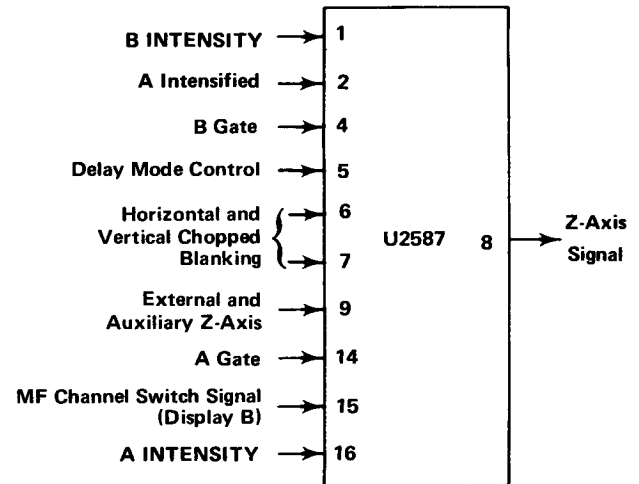 B INTENSITY 1
A Intensified 2
B Gate 4
Delay Mode Control 5
Horizontal and 6
Vertical Chopped
Blanking 7
U2587 8
Z-Axis
Signal
External and 9
Auxiliary Z-Axis
A Gate 14
MF Channel Switch Signal 15
(Display B)
A INTENSITY 16